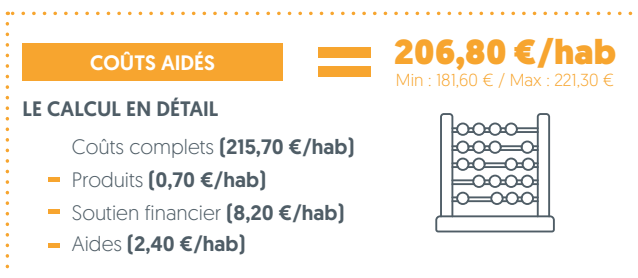 COÛTS AIDÉS
206,80 €/hab
Min : 181,60 € / Max : 221,30 €
LE CALCUL EN DÉTAIL
Coûts complets (215,70 €/hab)
Produits (0,70 €/hab)
Soutien financier (8,20 €/hab)
Aides (2,40 €/hab)